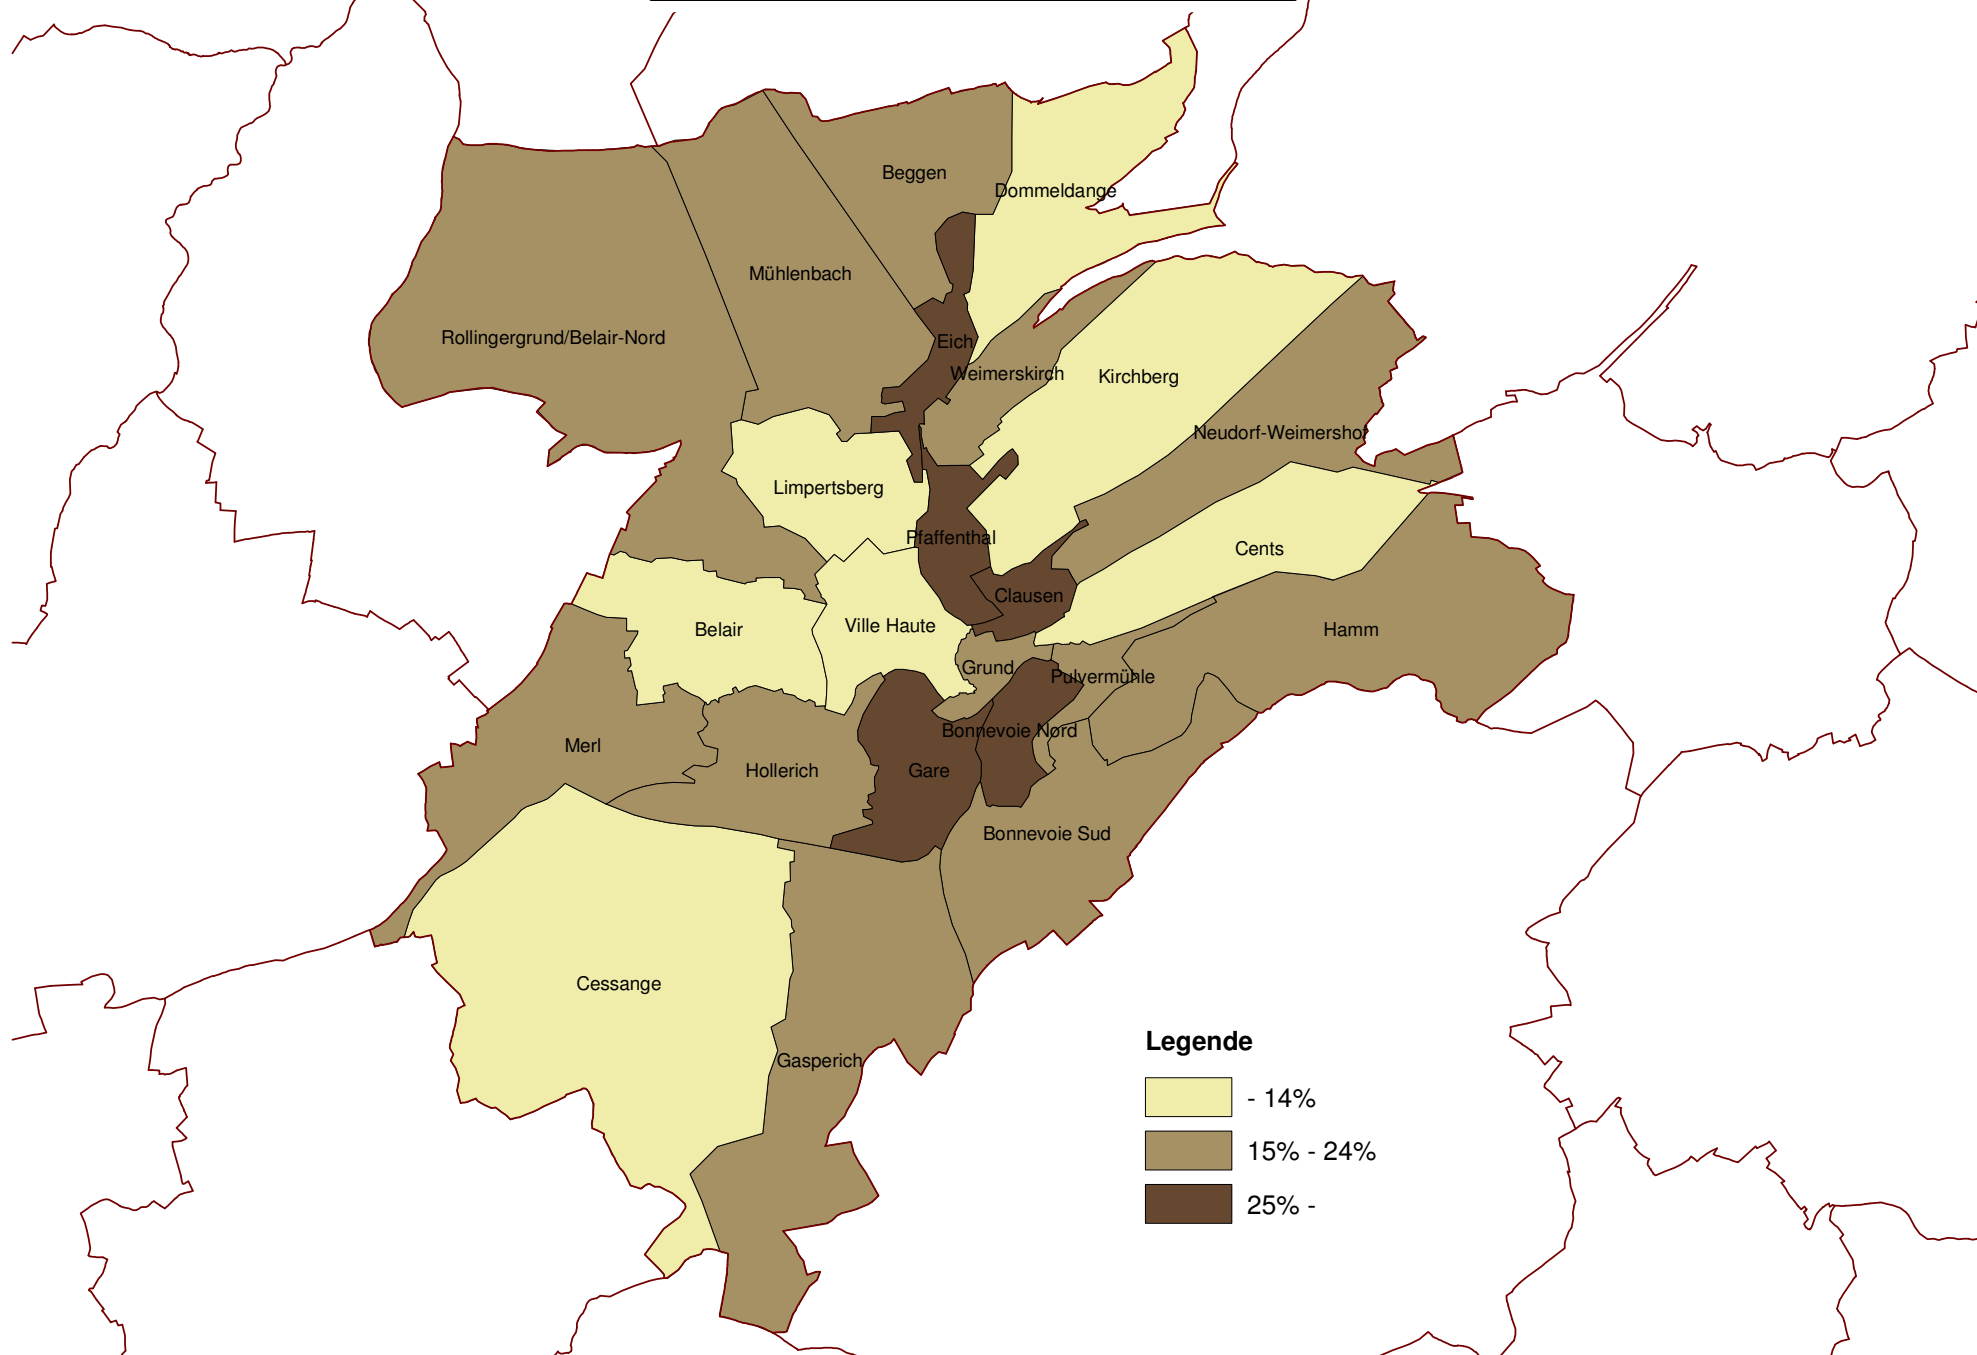 Beggen
Dommeldange
Mühlenbach
Rollingergrund/Belair-Nord
Eich
Weimerskirch
Kirchberg
Neudorf-Weimershof
Limpertsberg
Pfaffenthal
Cents
Clausen
Belair
Ville Haute
Hamm
Grund
Pulvermühle
Bonnevoie Nord
Merl
Hollerich
Gare
Bonnevoie Sud
Cessange
Gasperich
Legende
- 14%
15% - 24%
25% -